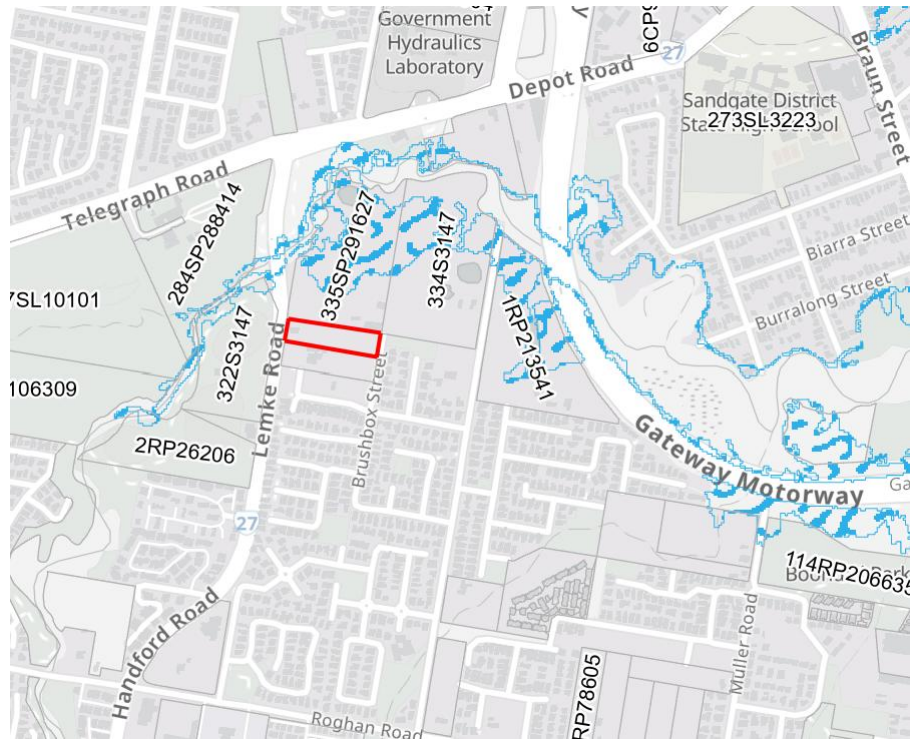 Government
Hydraulics
Laboratory
6CP9
27
Depot Road
Braun Street
Sandgate District
State High School
273SL3223
Telegraph Road
284SP288414
335SP291627
334S3147
Biarra Street
7SL10101
Burralong Street
1RP213541
322S3147
Lemke Road
106309
Brushbox Street
2RP26206
Gateway Motorway
Ga
27
114RP206635
Handford Road
Muller Road
RP78605
Roghan Road